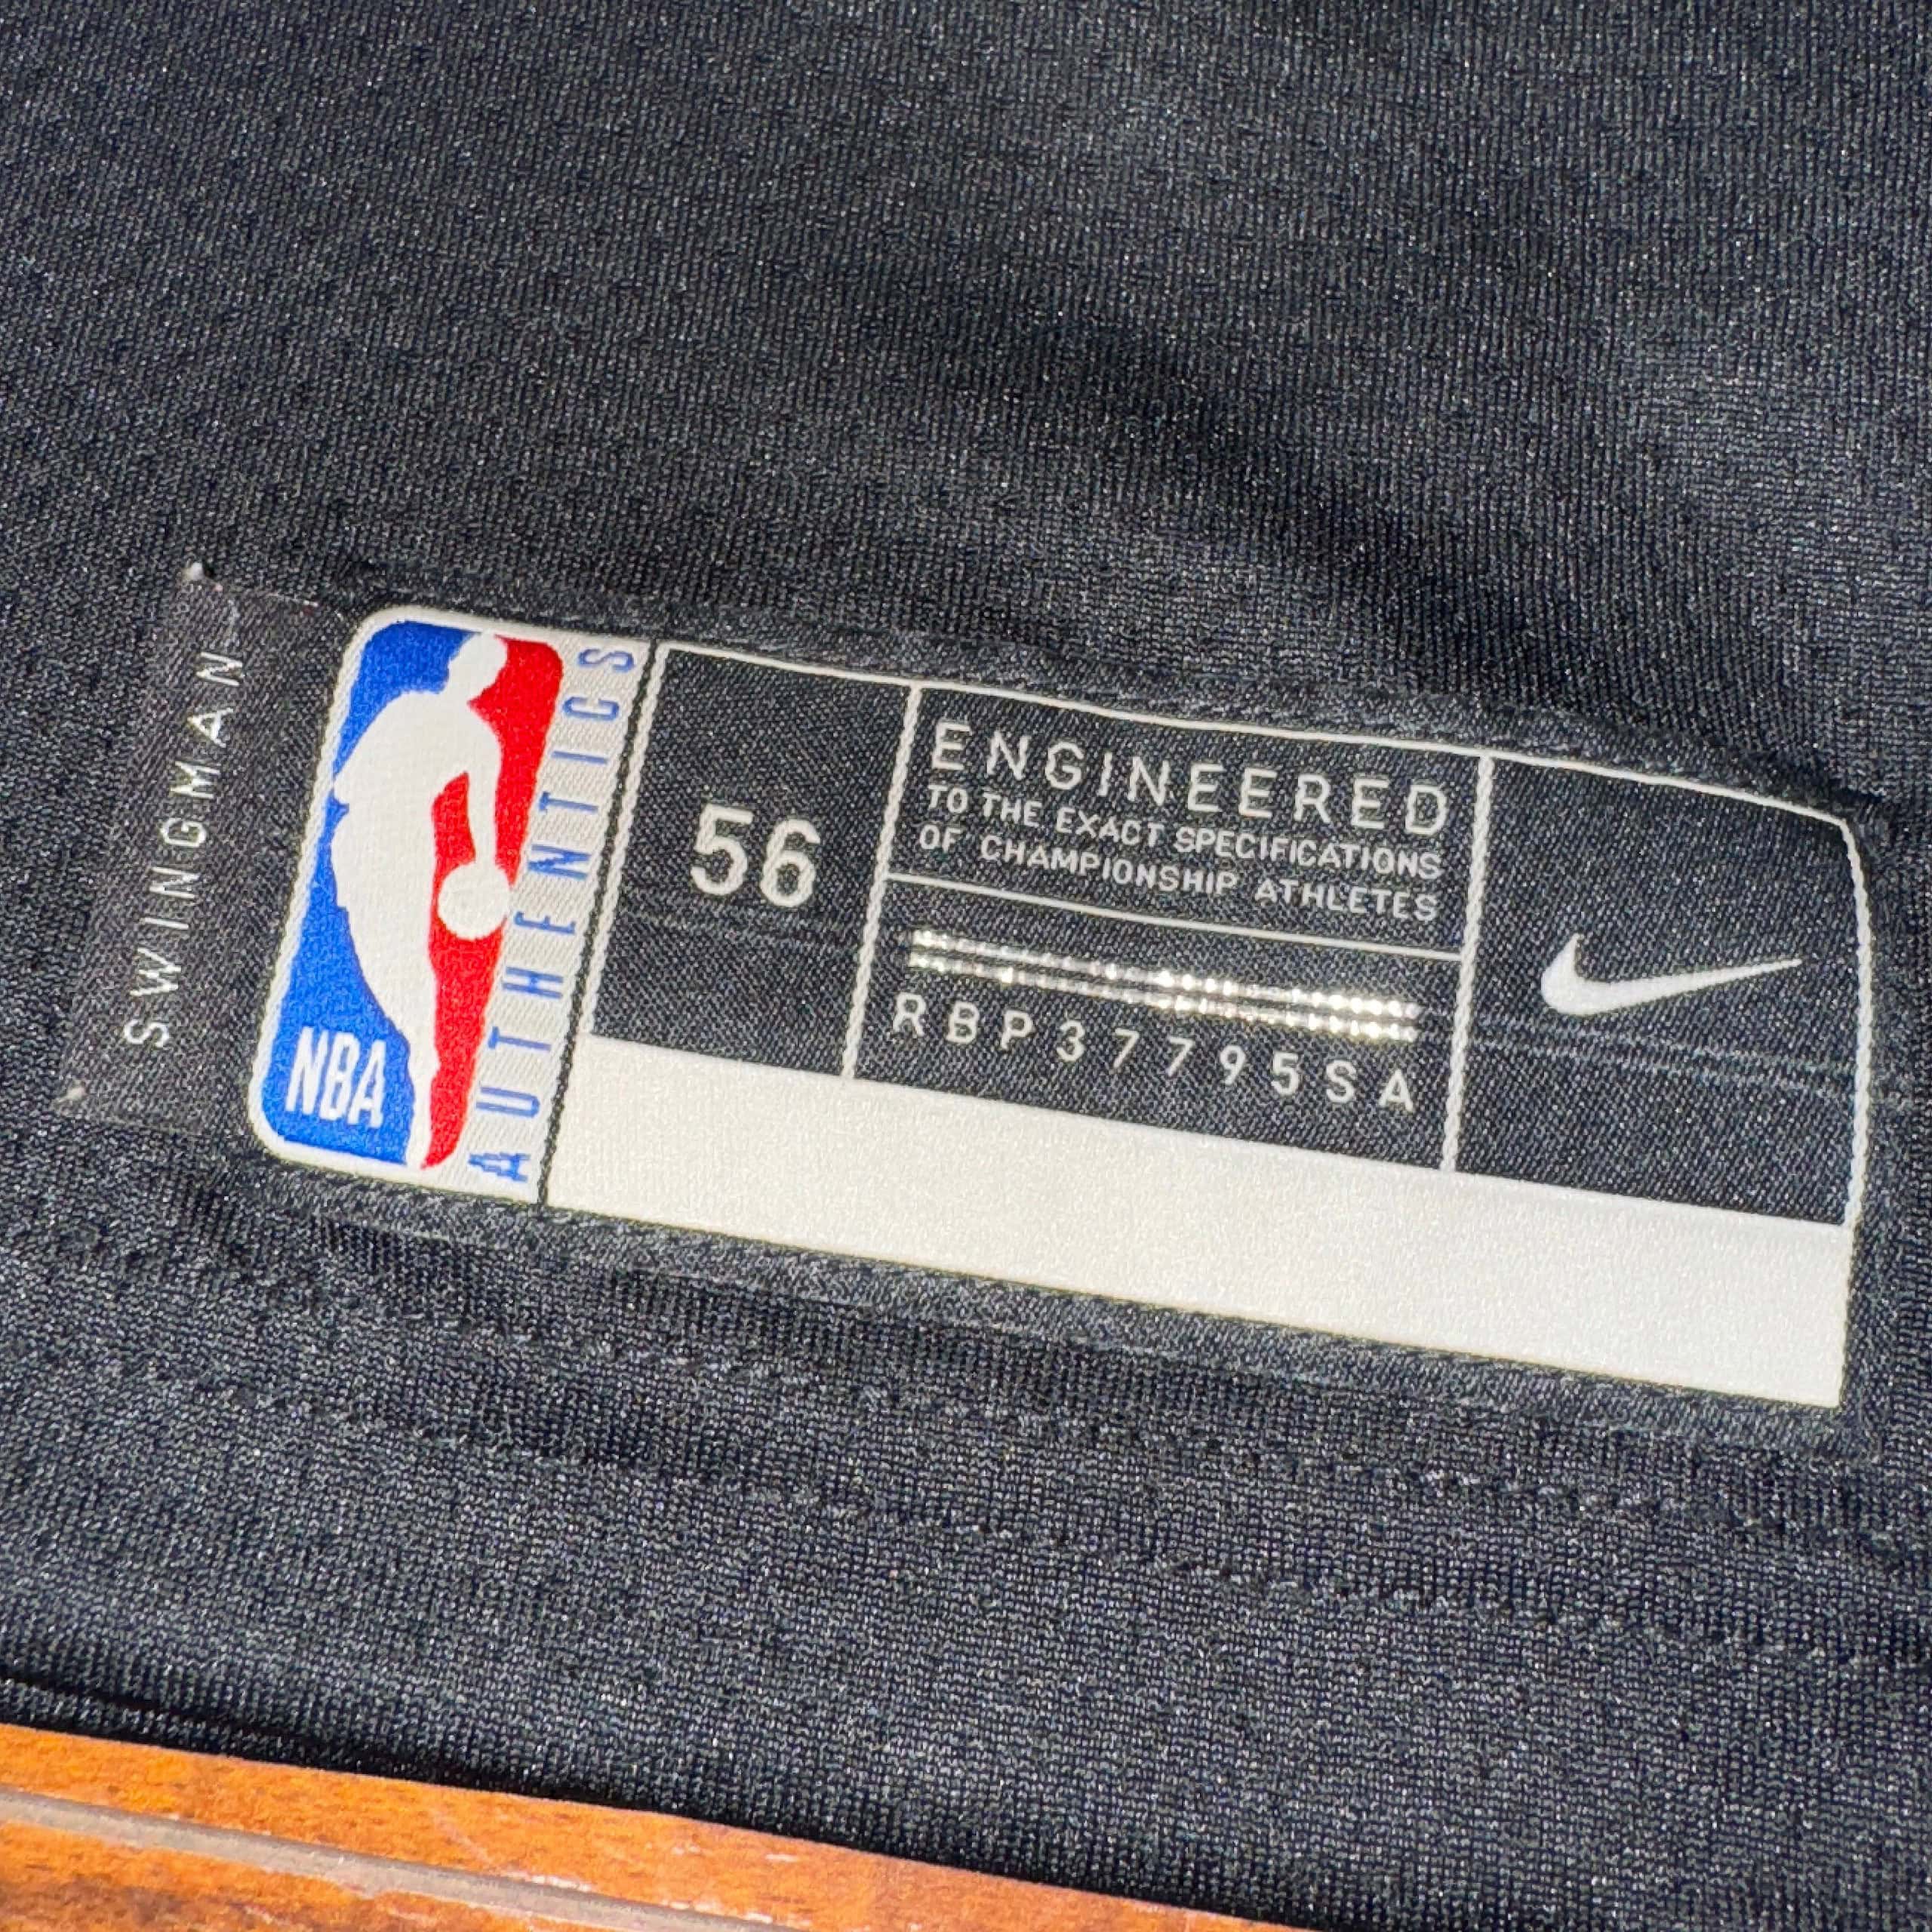 SWINGMAN
NBA
AUTHENTICS
56
ENGINEERED
TO THE EXACT SPECIFICATIONS
OF CHAMPIONSHIP ATHLETES
RBP37795SA